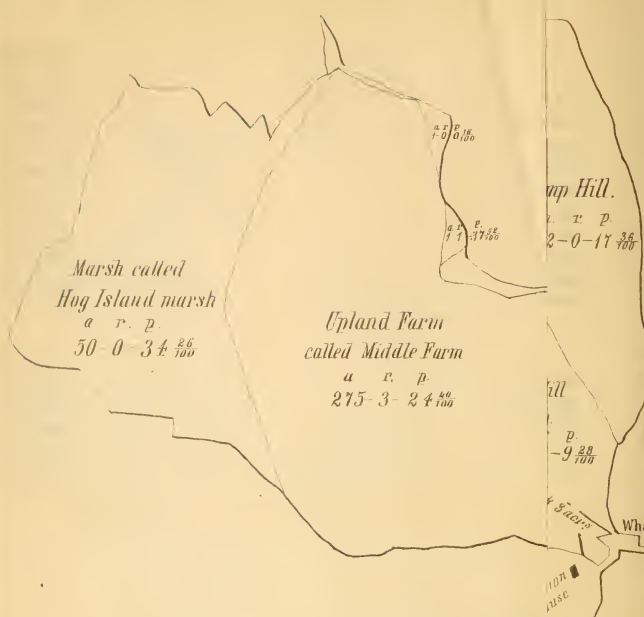 a r p
1-0 0 16/100
mp Hill.
a. r. p.
2-0-17 36/100
a r p.
1 1 -17 52/100
Marsh called
Hog Island marsh
a r. p.
50-0-34 26/100
Upland Farm
called Middle Farm
a r. p.
275-3-24 40/100
ill
p.
-9 28/100
Wha